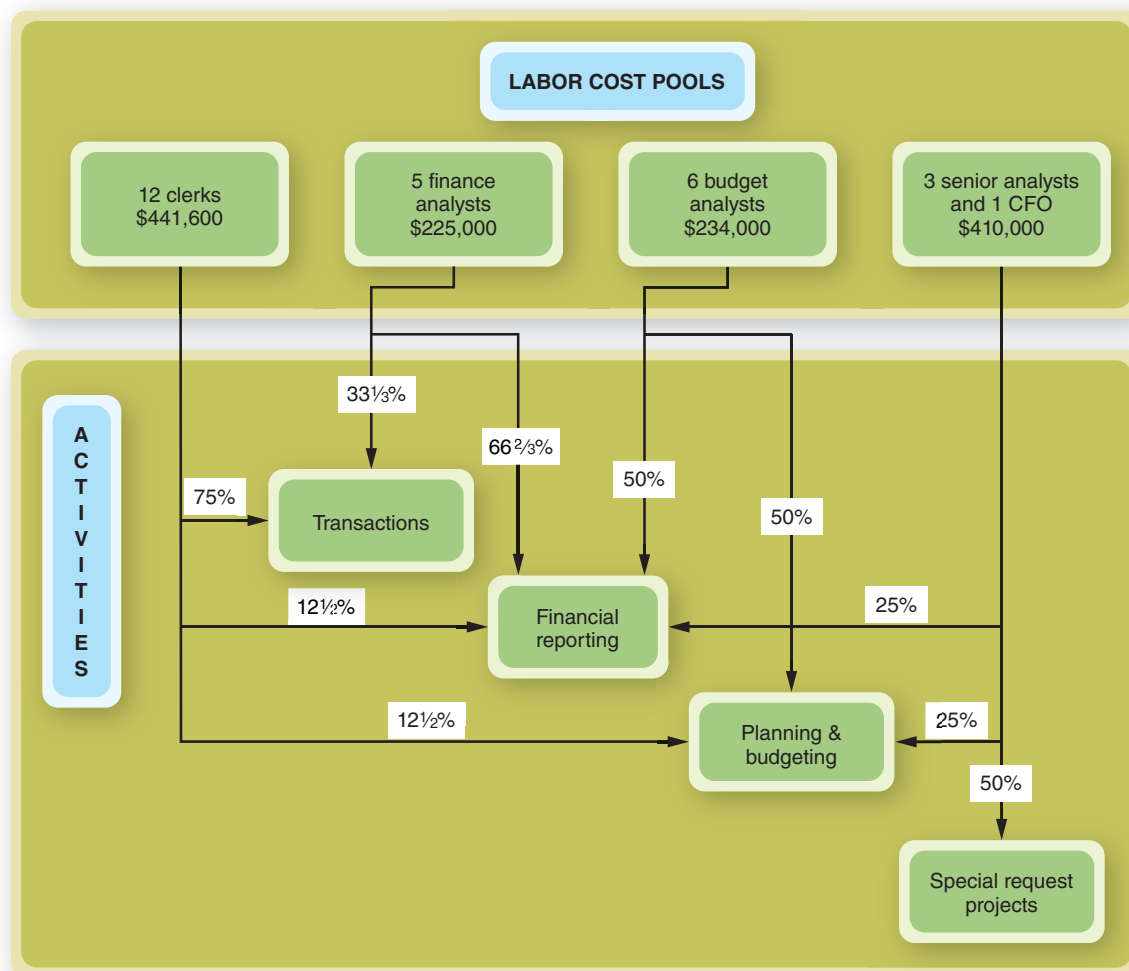 LABOR COST POOLS
12 clerks
$441,600
5 finance
analysts
$225,000
6 budget
analysts
$234,000
3 senior analysts
and 1 CFO
$410,000
A
C
T
I
V
I
T
I
E
S
33⅓%
66⅔%
75%
50%
50%
Transactions
12½%
Financial
reporting
25%
12½%
Planning &
budgeting
25%
50%
Special request
projects